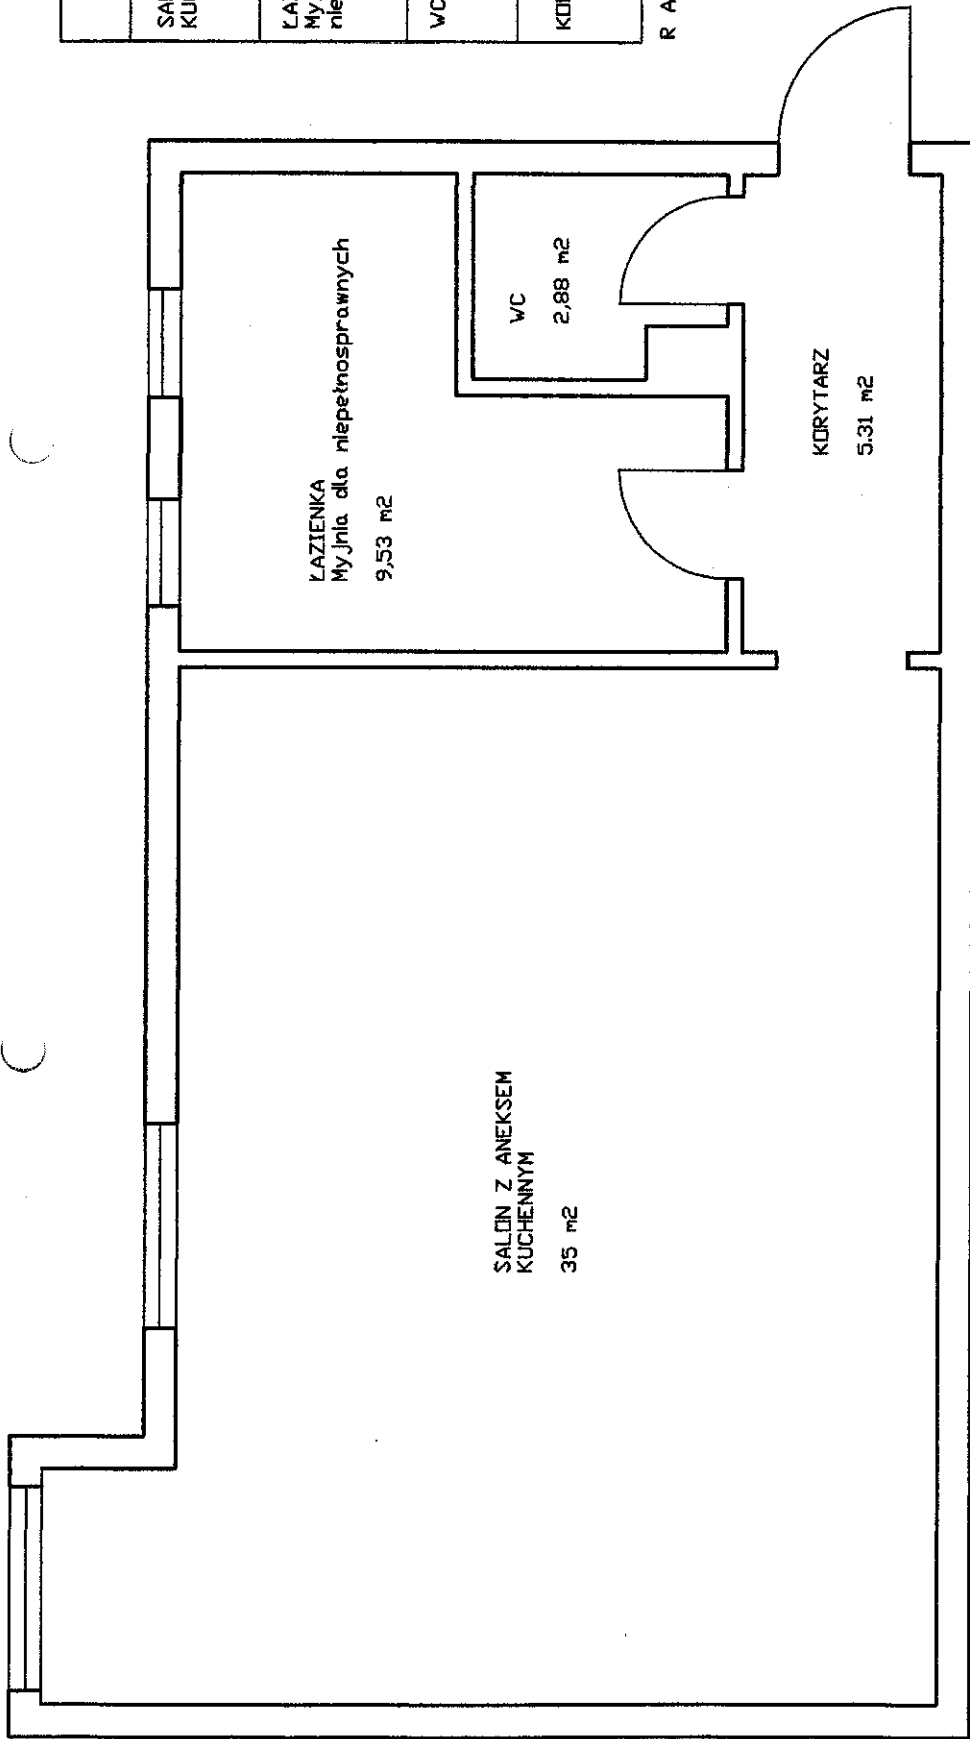 SALON Z ANEKSEM
KUCHENNYM
35 m2
ŁAZIENKA
Myjnia dla niepełnosprawnych
9,53 m2
WC
2,88 m2
KORYTARZ
5.31 m2
WC
R A